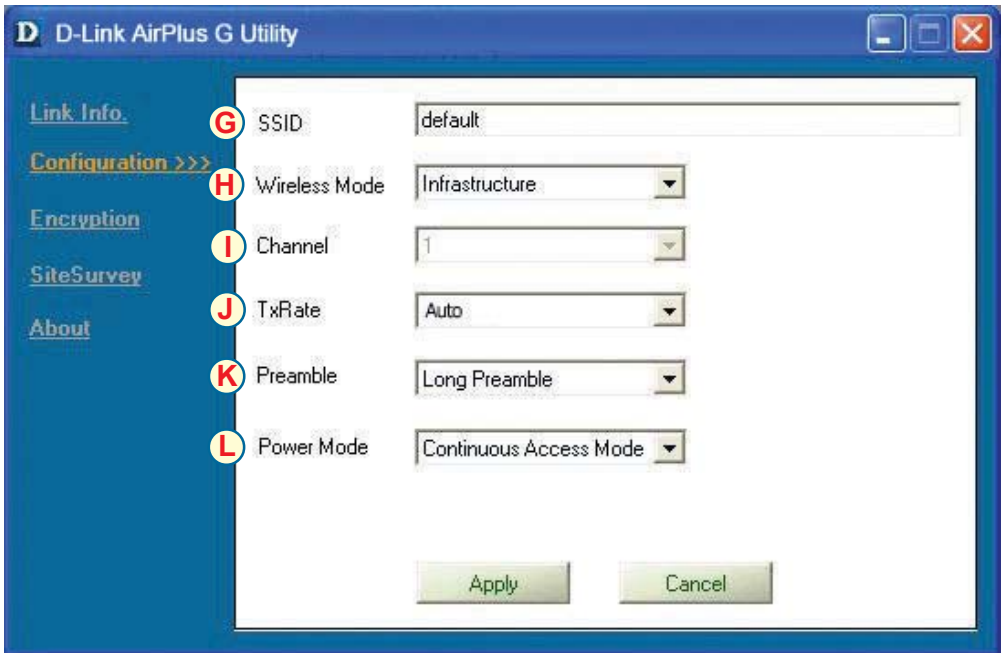 D D-Link AirPlus G Utility
Link Info.
Configuration >>>
Encryption
SiteSurvey
About
G SSID default
H Wireless Mode Infrastructure
I Channel 1
J TxRate Auto
K Preamble Long Preamble
L Power Mode Continuous Access Mode
Apply Cancel